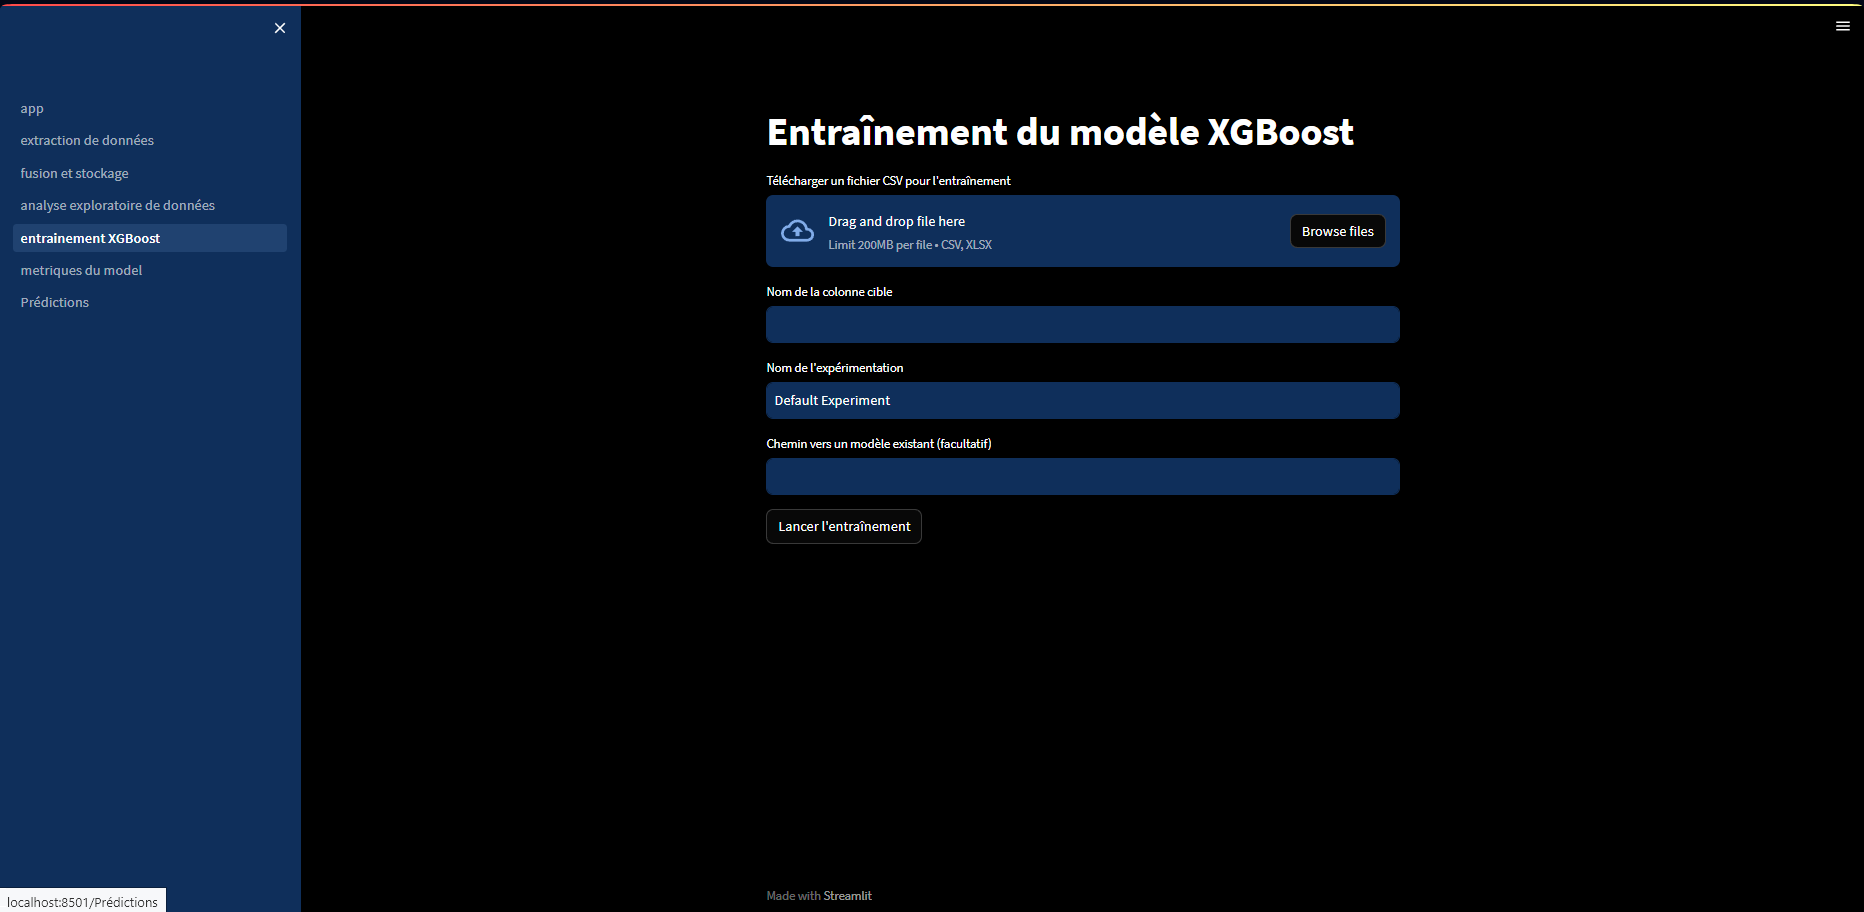 app
extraction de données
fusion et stockage
analyse exploratoire de données
entrainement XGBoost
metriques du model
Prédictions
Entraînement du modèle XGBoost
Télécharger un fichier CSV pour l'entraînement
Drag and drop file here
Limit 200MB per file • CSV, XLSX
Browse files
Nom de la colonne cible
Nom de l'expérimentation
Default Experiment
Chemin vers un modèle existant (facultatif)
Lancer l'entraînement
Made with Streamlit
localhost:8501/Prédictions